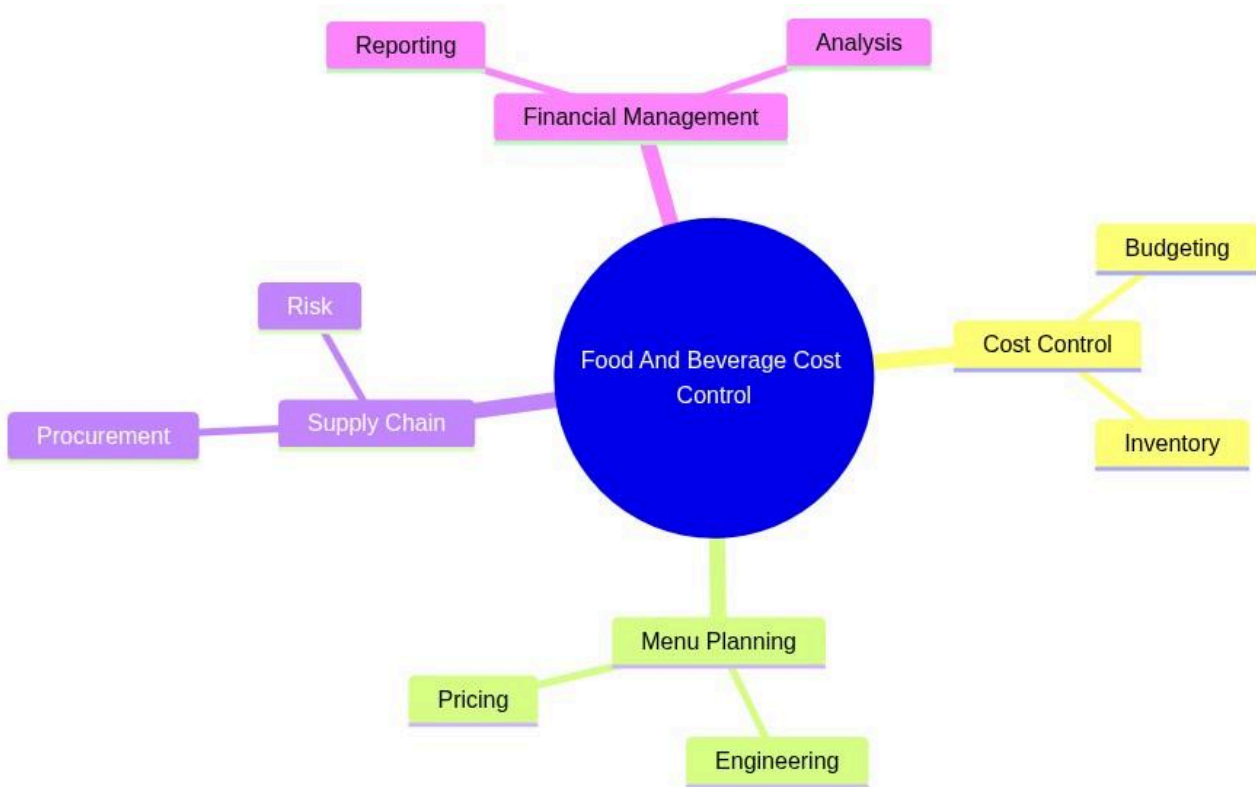 Reporting
Analysis
Financial Management
Budgeting
Risk
Cost Control
Food And Beverage Cost
Control
Supply Chain
Procurement
Inventory
Menu Planning
Pricing
Engineering